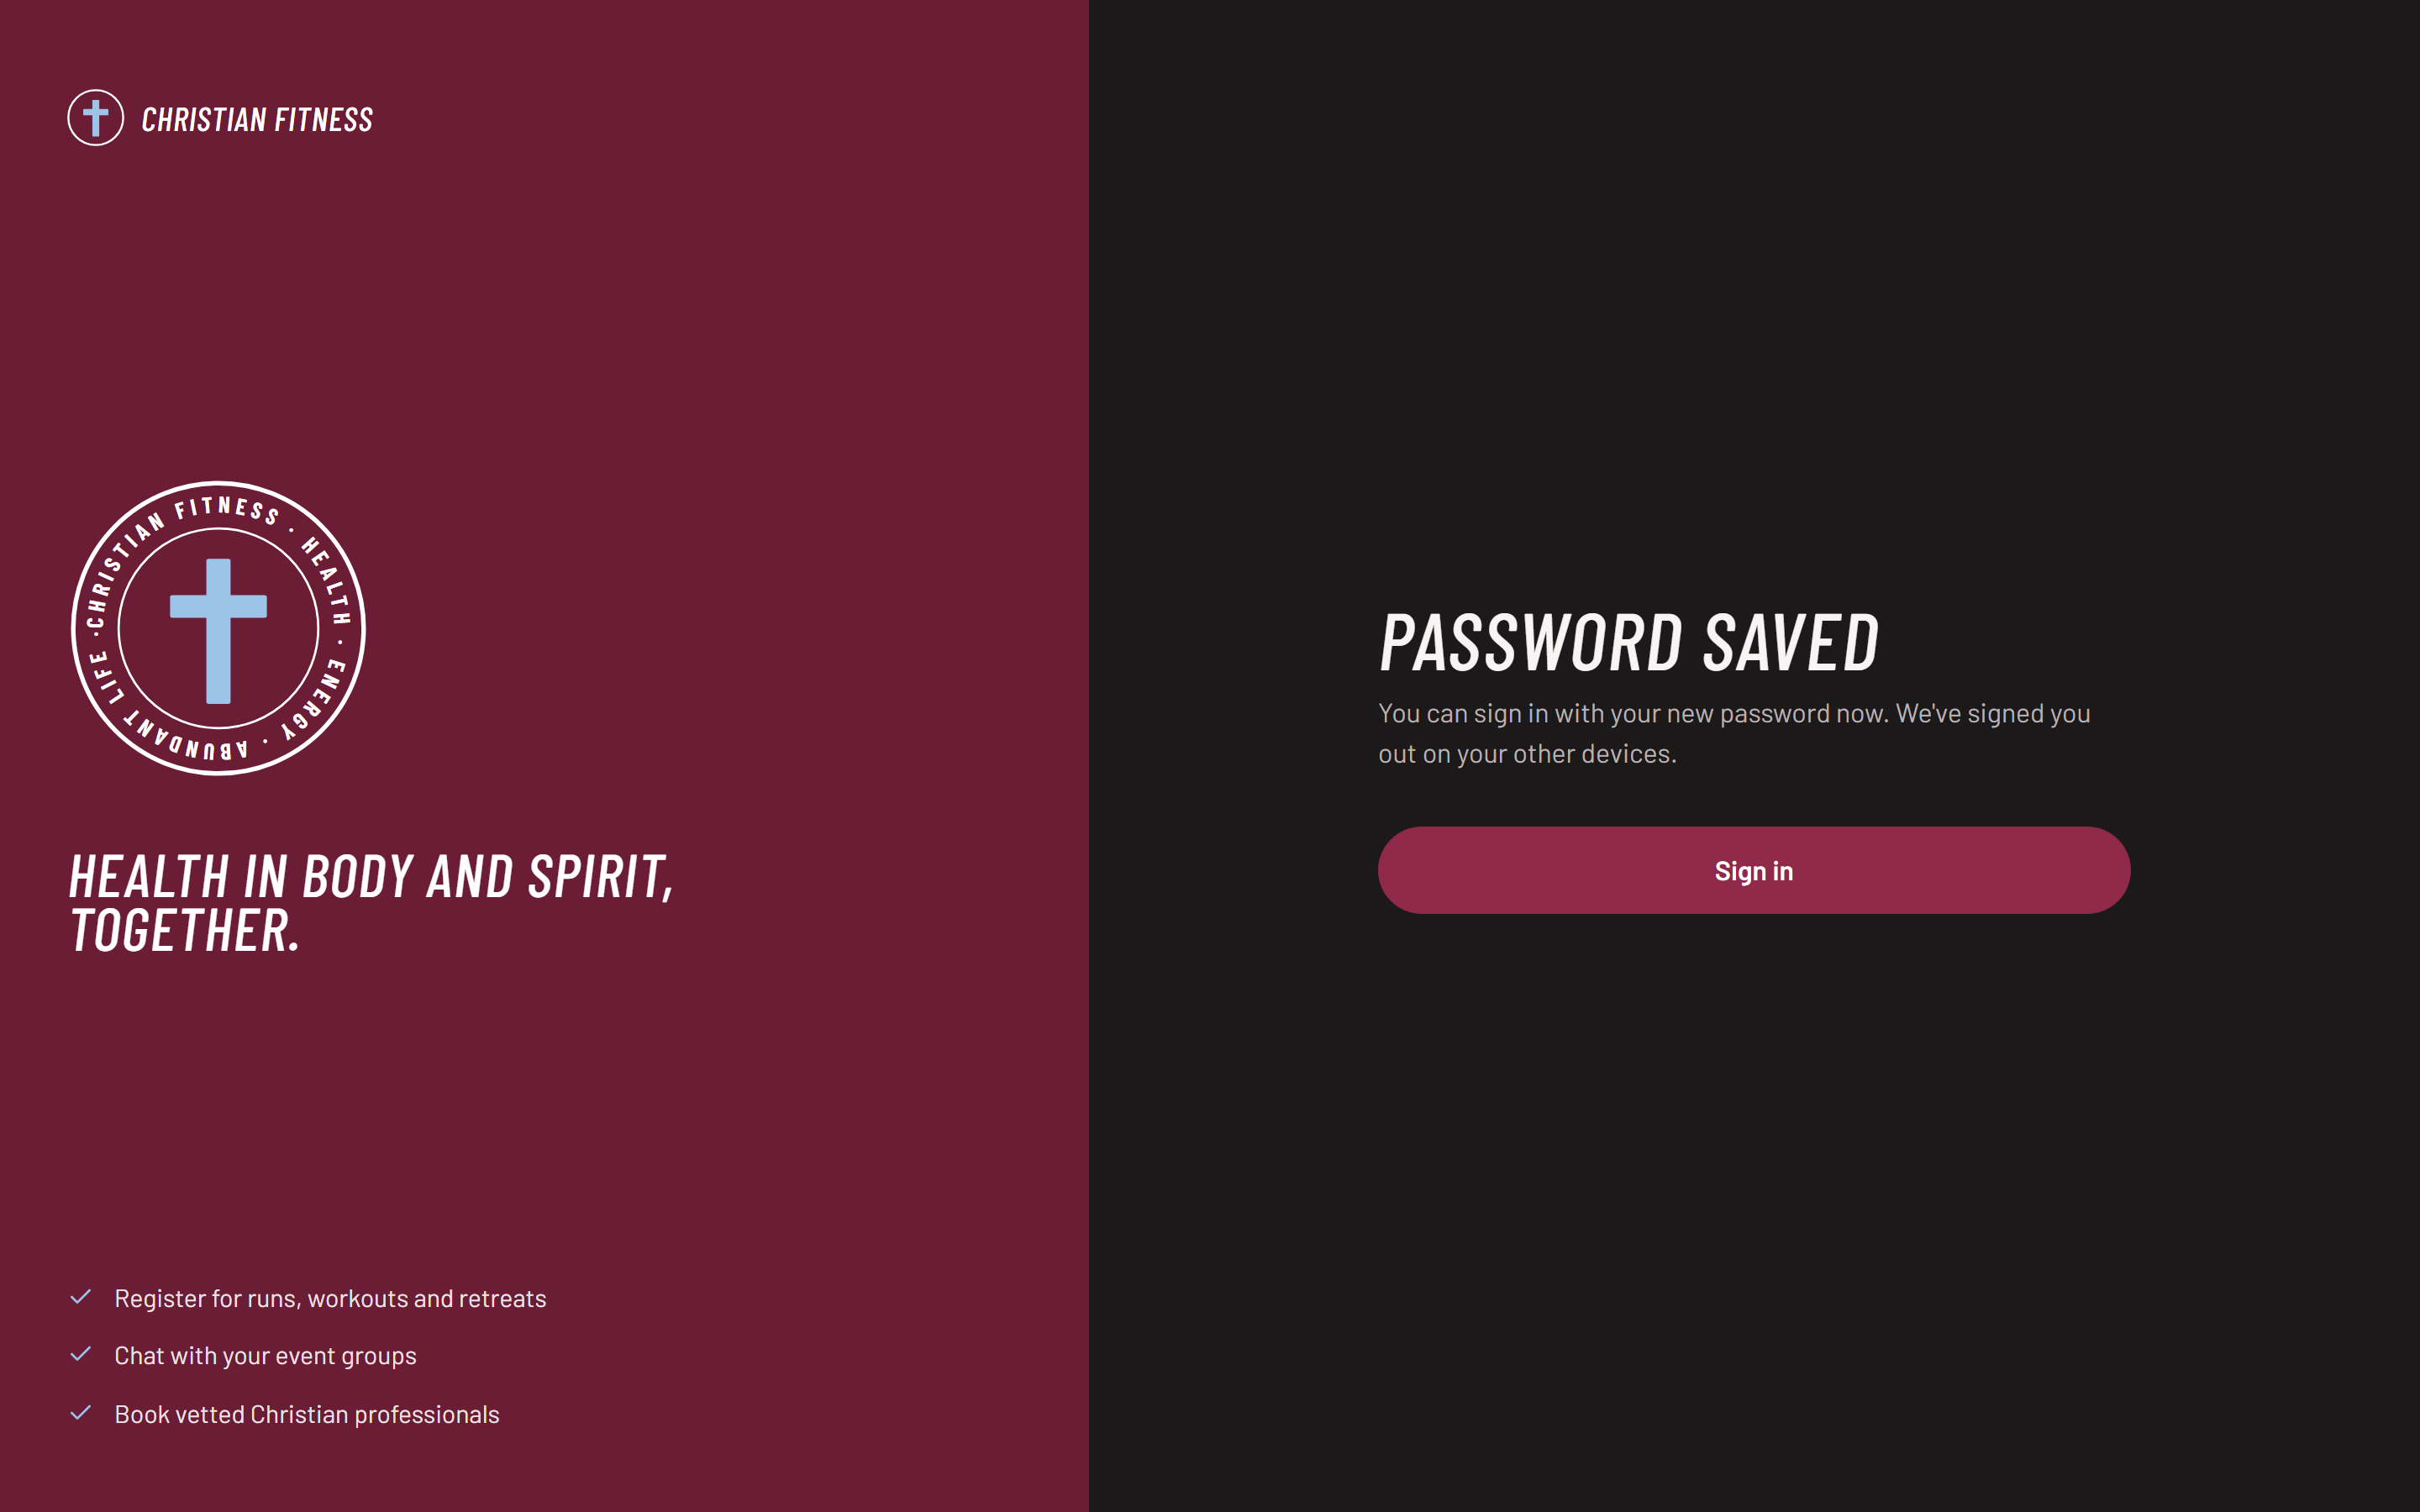 CHRISTIAN FITNESS
CHRISTIAN FITNESS · HEALTH · ENERGY · ABUNDANT LIFE ·
HEALTH IN BODY AND SPIRIT,
TOGETHER.
Register for runs, workouts and retreats
Chat with your event groups
Book vetted Christian professionals
PASSWORD SAVED
You can sign in with your new password now. We've signed you
out on your other devices.
Sign in